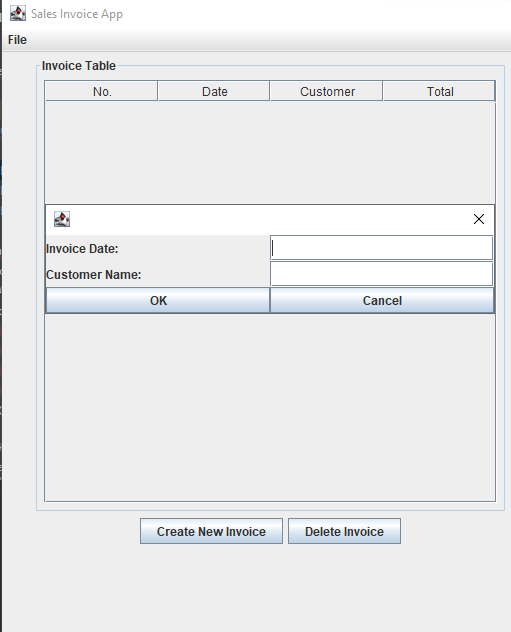 Sales Invoice App
File
Invoice Table
No. Date Customer Total
Invoice Date:
Customer Name:
OK Cancel
Create New Invoice Delete Invoice